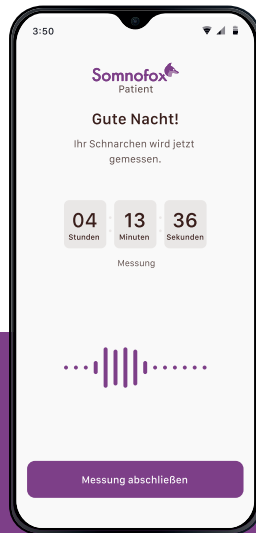 3:50
Somnofox
Patient
Gute Nacht!
Ihr Schnarchen wird jetzt
gemessen.
04 : 13 : 36
Stunden Minuten Sekunden
Messung
Messung abschließen